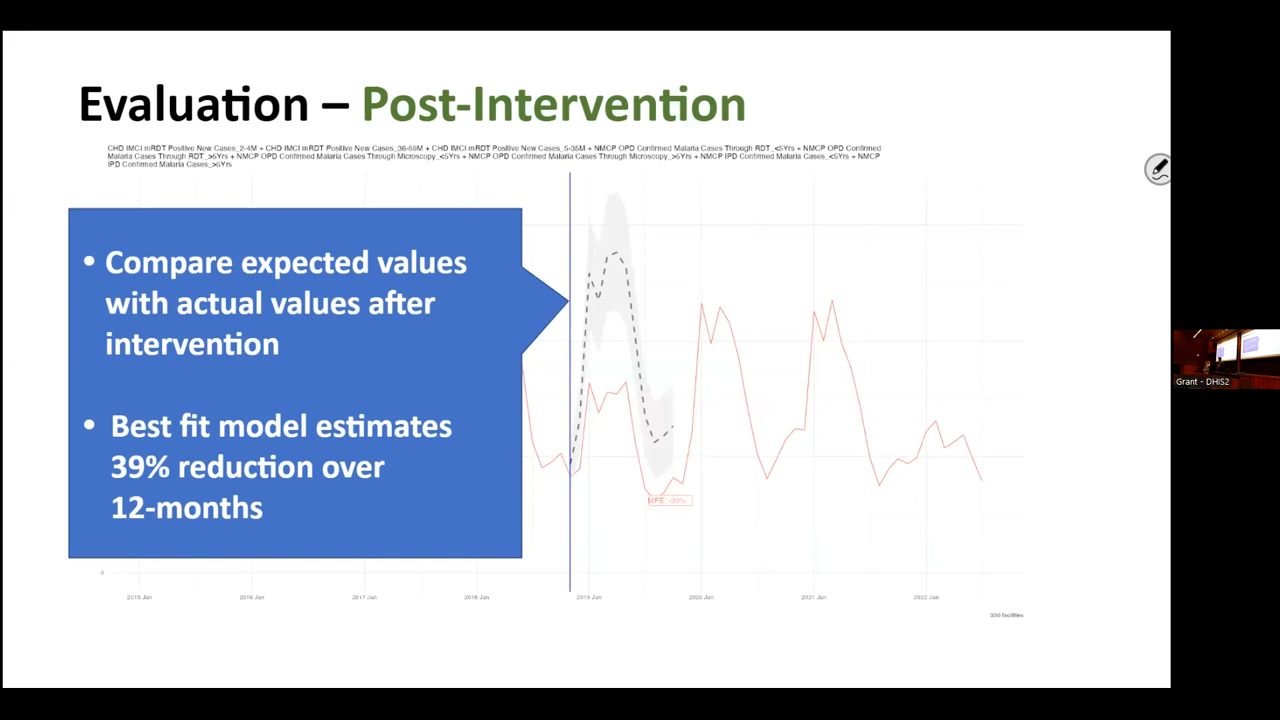 Evaluation – Post-Intervention
CHD IMCI mRDT Positive New Cases_2-4M + CHD IMCI mRDT Positive New Cases_36-59M + CHD IMCI mRDT Positive New Cases_5-35M + NMCP OPD Confirmed Malaria Cases Through RDT_<5Yrs + NMCP OPD Confirmed
Malaria Cases Through RDT_>5Yrs + NMCP OPD Confirmed Malaria Cases Through Microscopy_<5Yrs + NMCP OPD Confirmed Malaria Cases Through Microscopy_>5Yrs + NMCP IPD Confirmed Malaria Cases_<5Yrs + NMCP
IPD Confirmed Malaria Cases_>5Yrs
• Compare expected values
with actual values after
intervention
• Best fit model estimates
39% reduction over
12-months
MPE: -39%
0
2015 Jan 2016 Jan 2017 Jan 2018 Jan 2019 Jan 2020 Jan 2021 Jan 2022 Jan
330 facilities
Grant - DHIS2